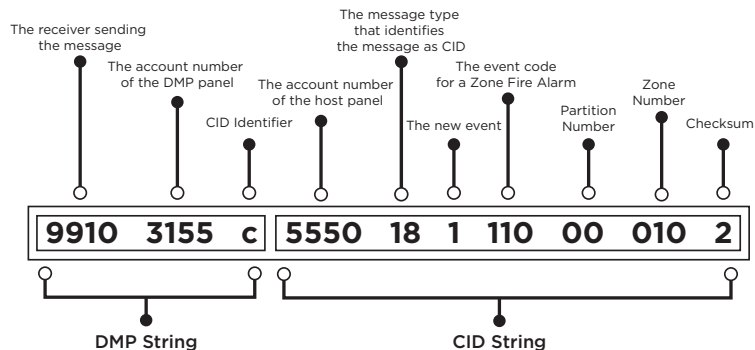 The receiver sending
the message
The account number
of the DMP panel
CID Identifier
The account number
of the host panel
The message type
that identifies
the message as CID
The new event
The event code
for a Zone Fire Alarm
Partition
Number
Zone
Number
Checksum
9910 3155 c 5550 18 1 110 00 010 2
DMP String
CID String